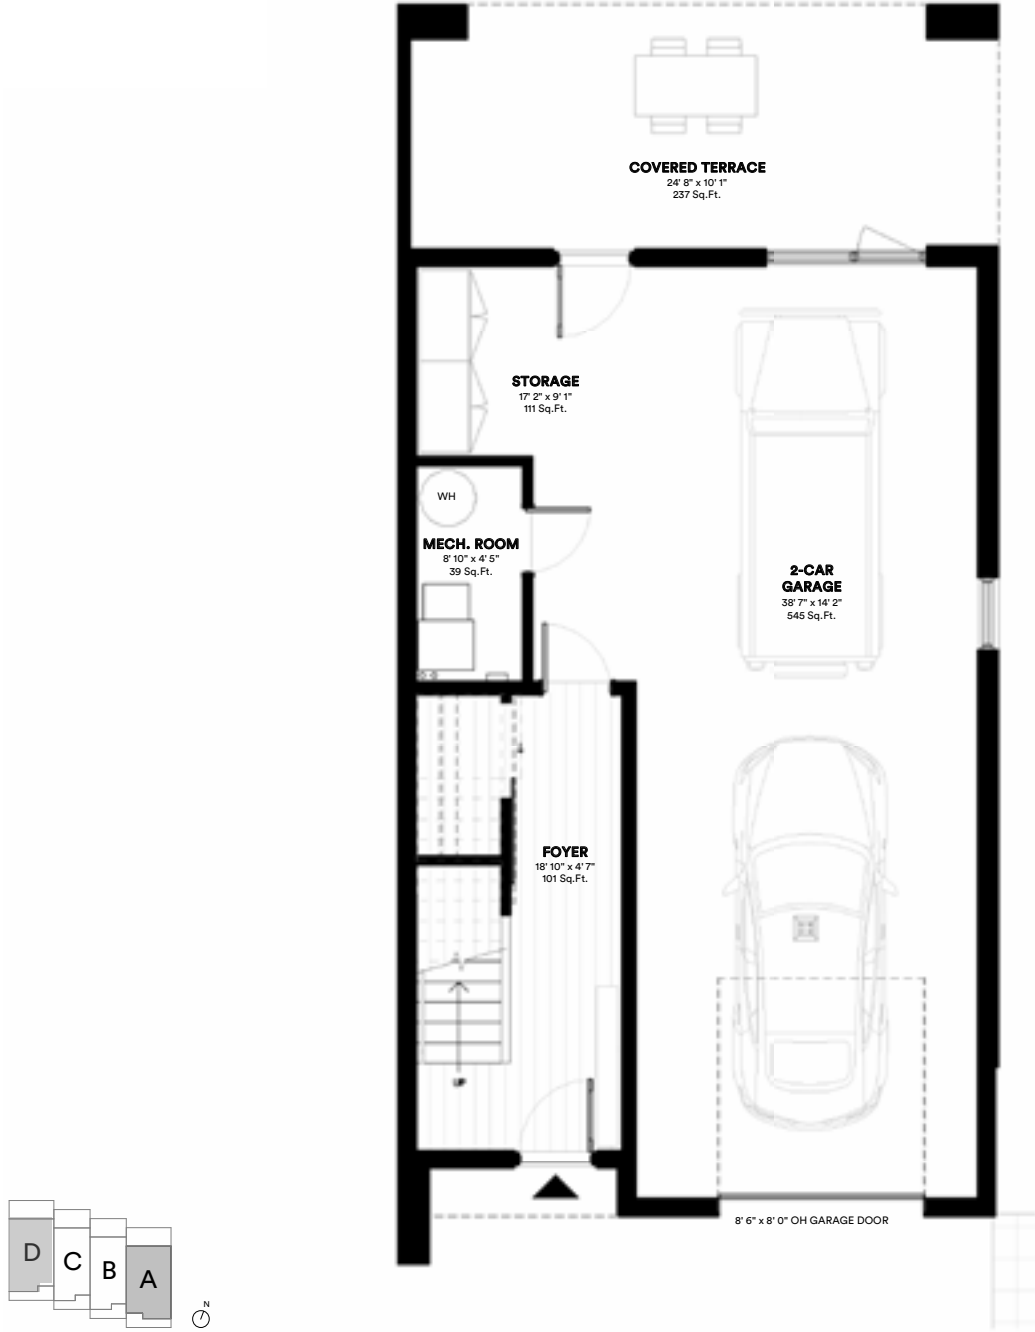 COVERED TERRACE
24' 8" x 10' 1"
237 Sq.Ft.
STORAGE
17' 2" x 9' 1"
111 Sq.Ft.
WH
MECH. ROOM
8' 10" x 4' 5"
39 Sq.Ft.
2-CAR
GARAGE
38' 7" x 14' 2"
545 Sq.Ft.
FOYER
18' 10" x 4' 7"
101 Sq.Ft.
UP
8' 6" x 8' 0" OH GARAGE DOOR
D
C
B
A
N